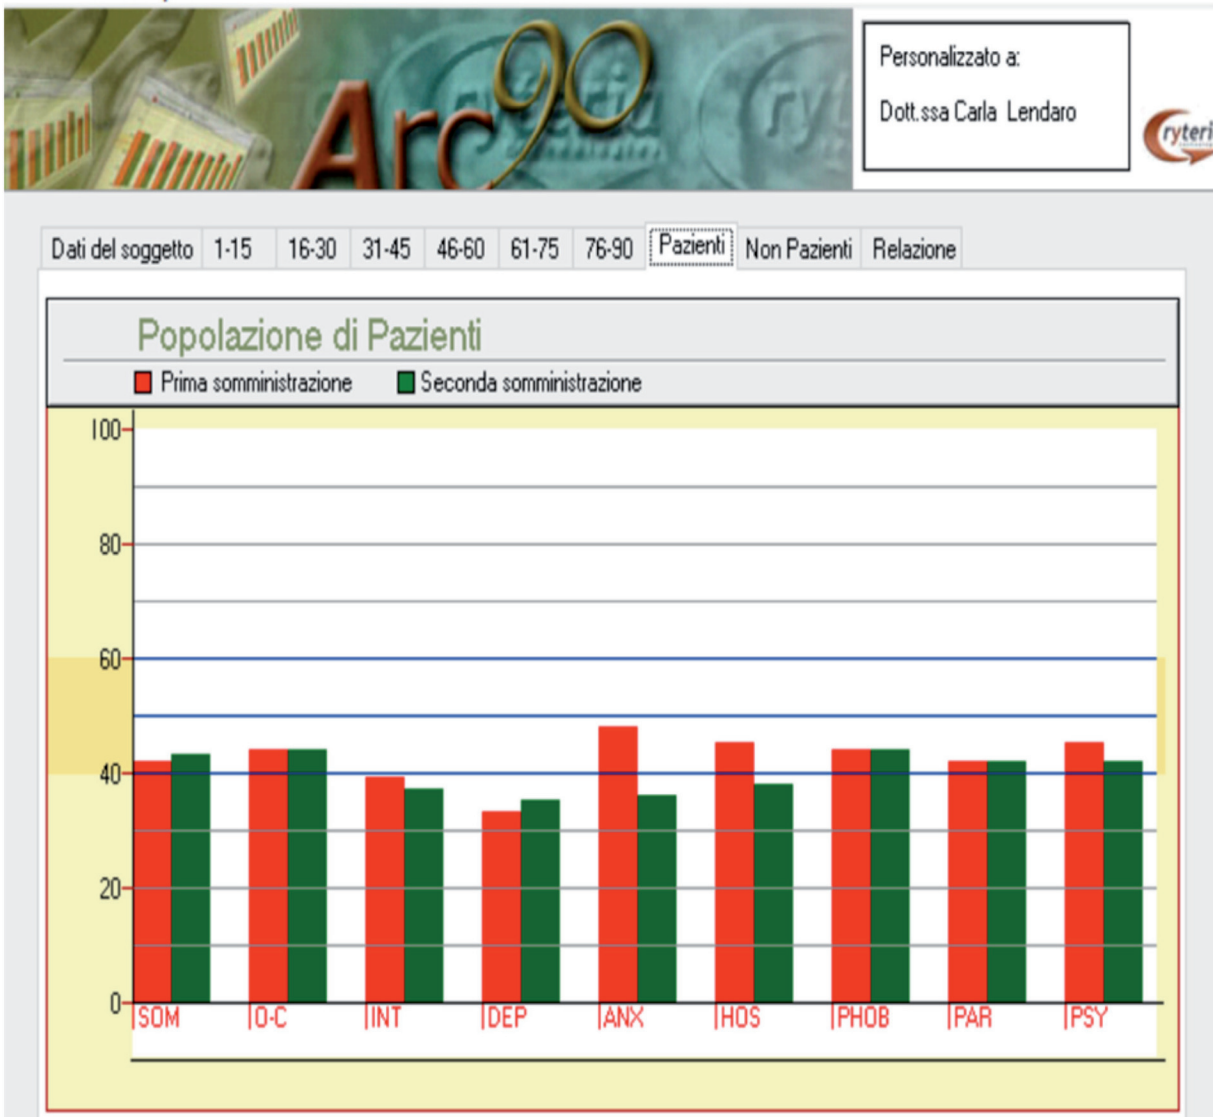 Arc90
Personalizzato a:
Dott.ssa Carla Lendaro
Dati del soggetto 1-15 16-30 31-45 46-60 61-75 76-90 Pazienti Non Pazienti Relazione
Popolazione di Pazienti
Prima somministrazione Seconda somministrazione
100
80
60
40
20
0
SOM O-C INT DEP ANX HOS PHOB PAR PSY